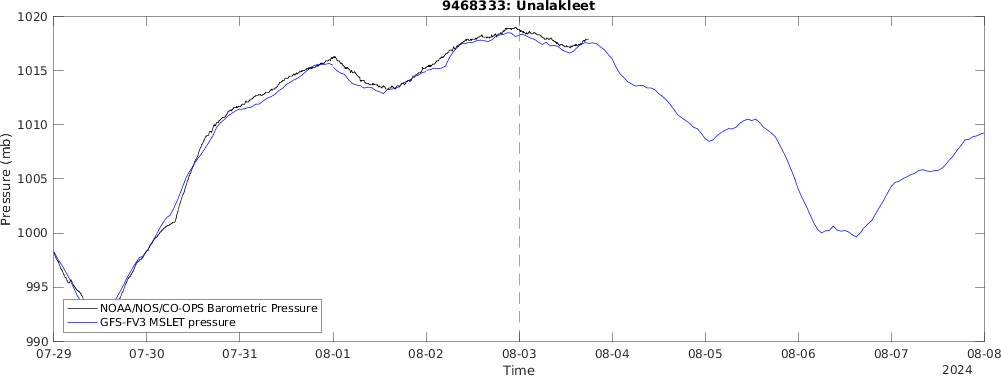 9468333: Unalakleet
Pressure (mb)
1020
1015
1010
1005
1000
995
990
NOAA/NOS/CO-OPS Barometric Pressure
GFS-FV3 MSLET pressure
07-29 07-30 07-31 08-01 08-02 08-03 08-04 08-05 08-06 08-07 08-08
Time
2024